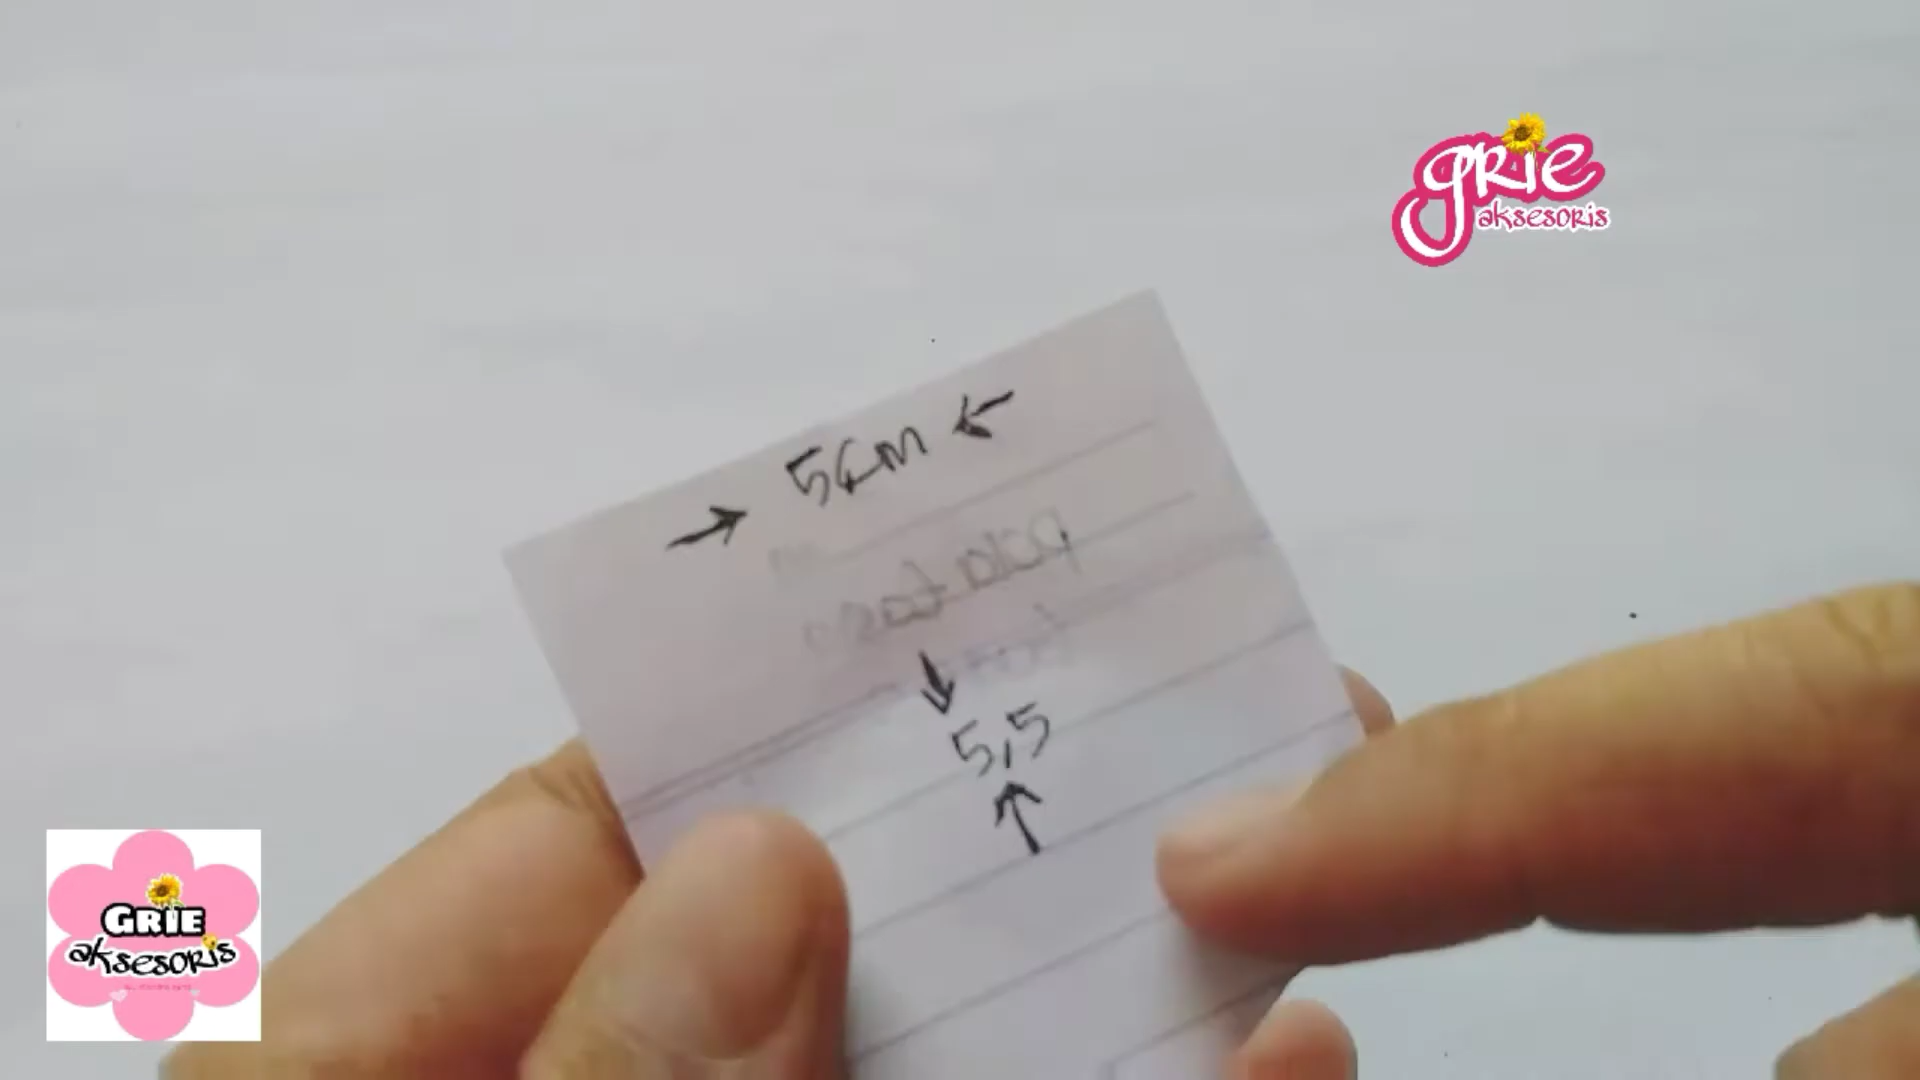 GRIE
aksesoris
→ 5cm ←
↓
5,5
↑
GRIE
aksesoris